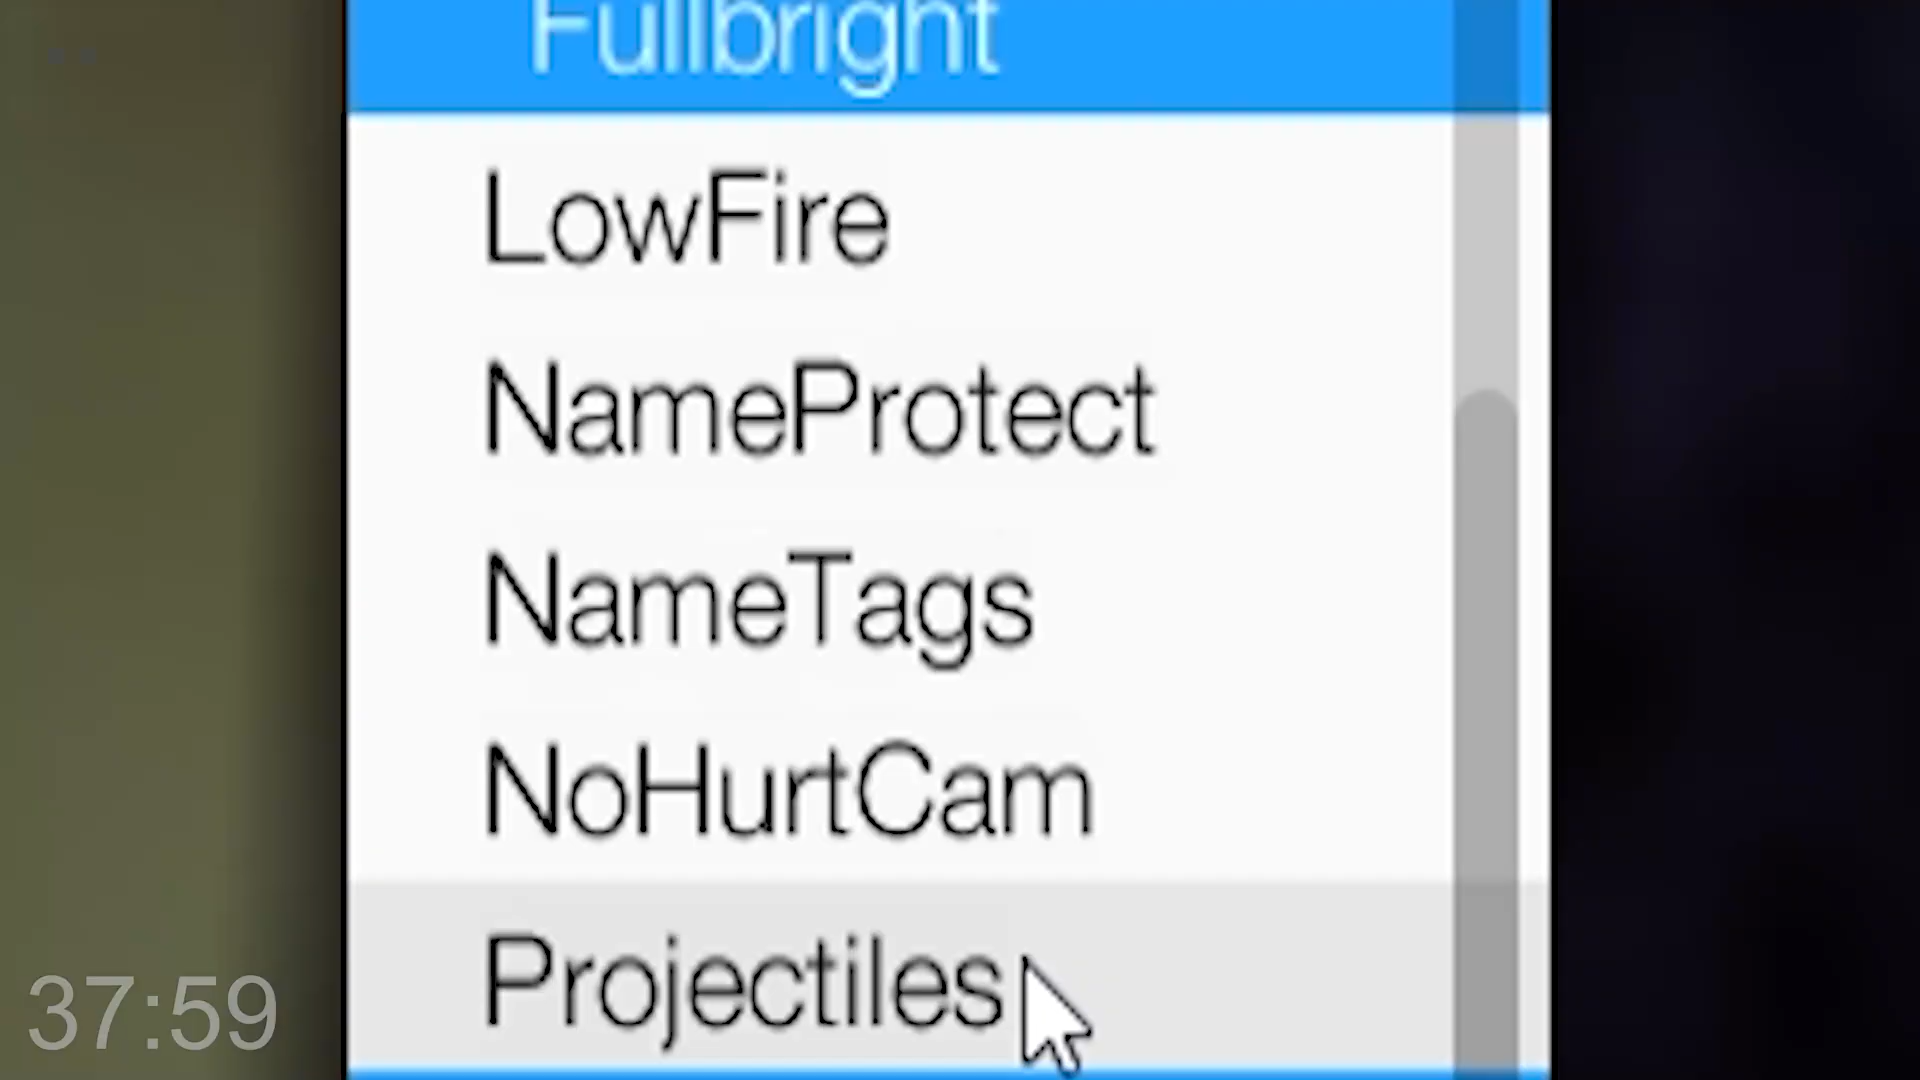 Fullbright
LowFire
NameProtect
NameTags
NoHurtCam
Projectiles
37:59